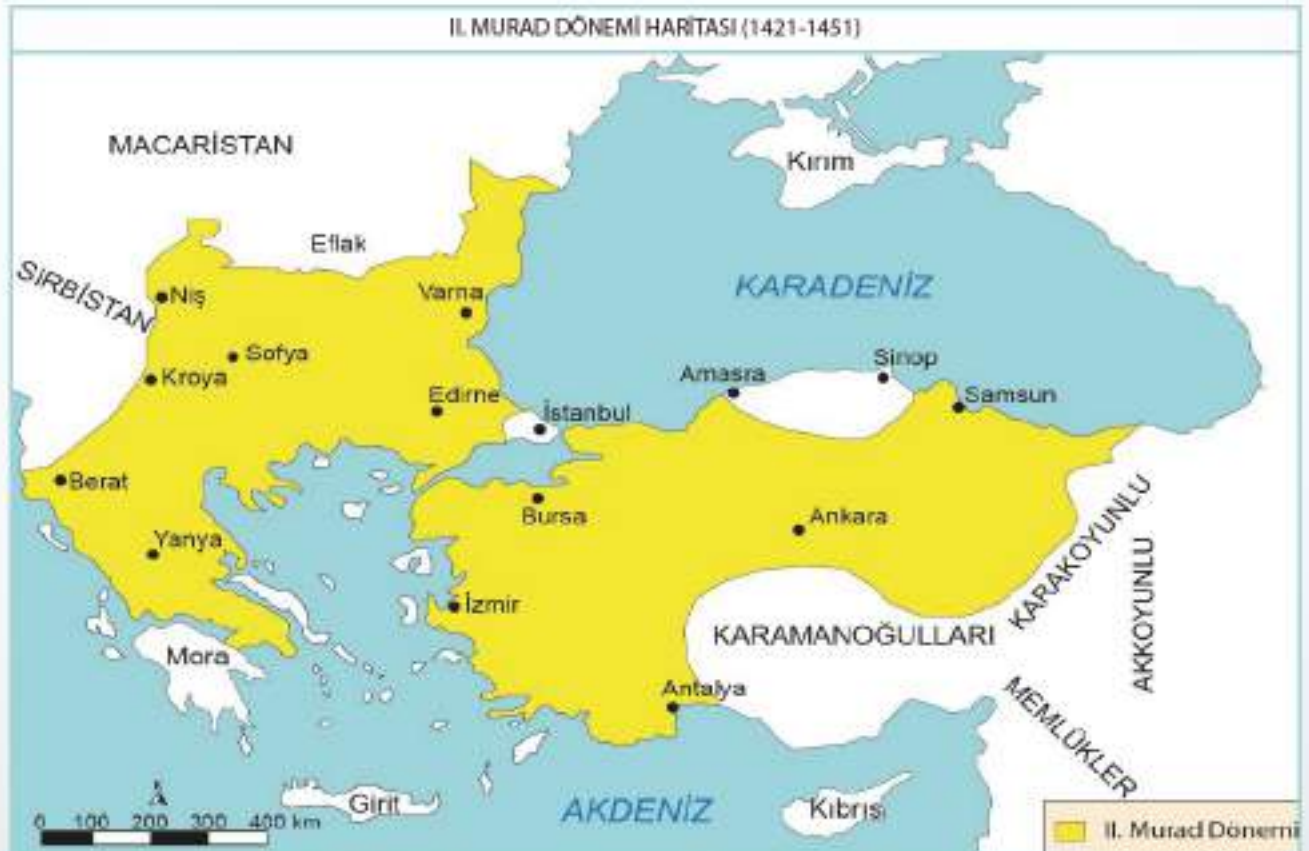 II. MURAD DÖNEMİ HARİTASI (1421-1451)
MACARİSTAN
Kırım
Eflak
SIRBİSTAN
Niş
Varna
KARADENİZ
Sofya
Kroya
Sinop
Amasra
Samsun
Edirne
İstanbul
Berat
Bursa
Ankara
Yanya
KARAKOYUNLU
AKKOYUNLU
İzmir
KARAMANOĞULLARI
Mora
Antalya
MEMLÜKLER
Girit
AKDENİZ
Kıbrıs
0 100 200 300 400 km
II. Murad Dönemi